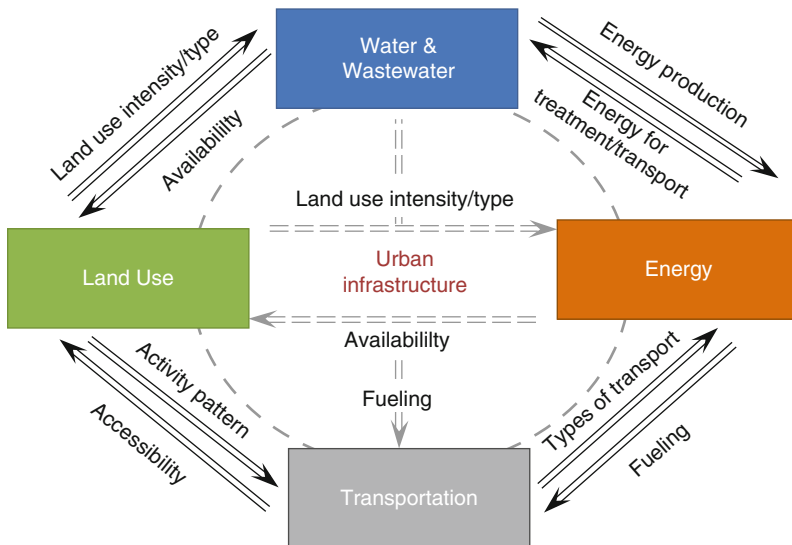 Water &
Wastewater
Land use intensity/type
Availabililty
Energy production
Energy for
treatment/transport
Land use intensity/type
Land Use
Urban
infrastructure
Energy
Availabililty
Activity pattern
Accessibility
Fueling
Types of transport
Fueling
Transportation